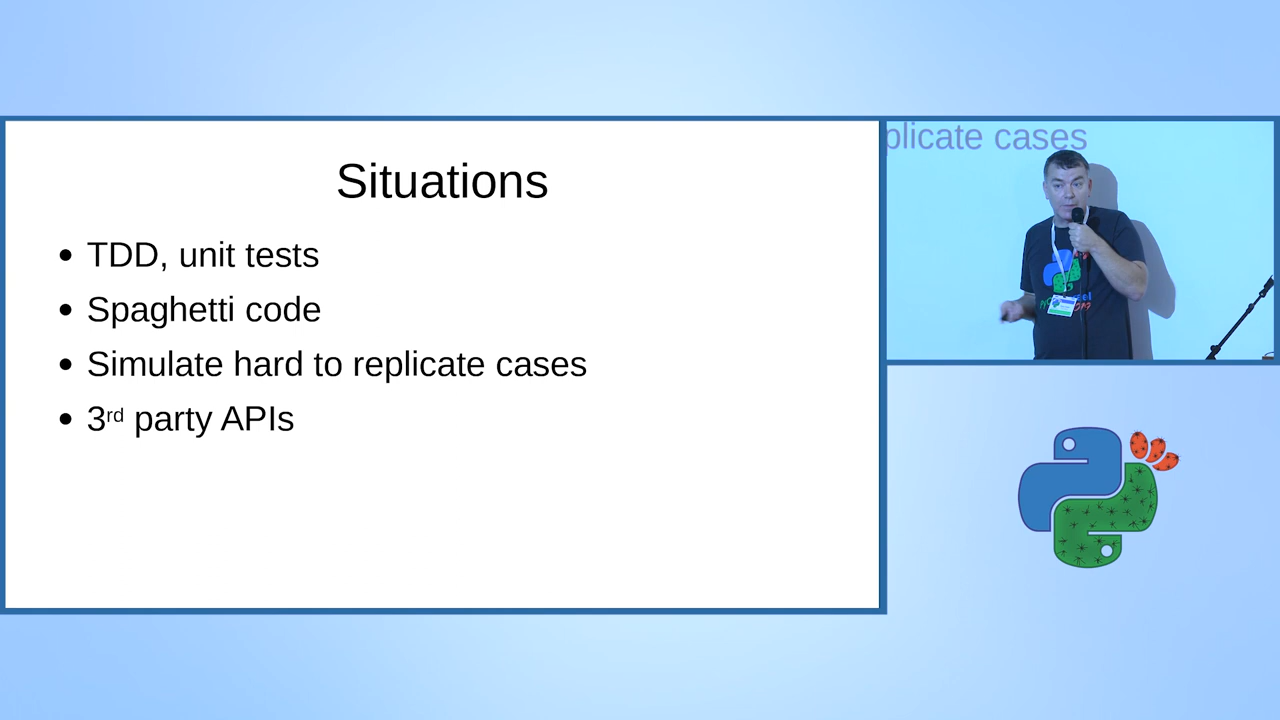 Situations
TDD, unit tests
Spaghetti code
Simulate hard to replicate cases
3rd party APIs
plicate cases